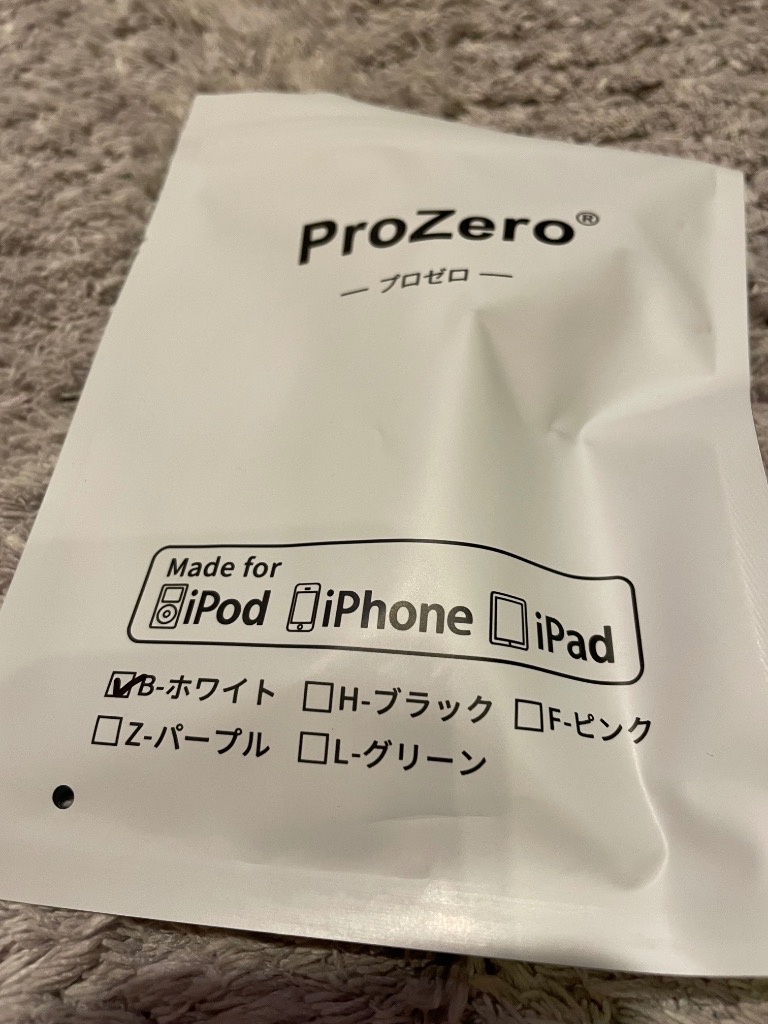 ProZero®
— プロゼロ —
Made for
iPod iPhone iPad
B-ホワイト H-ブラック F-ピンク
Z-パープル L-グリーン